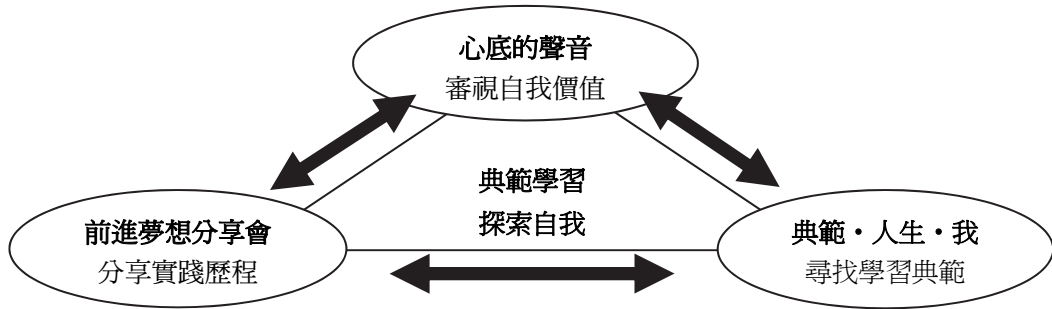 心底的聲音
審視自我價值
典範學習
探索自我
前進夢想分享會
分享實踐歷程
典範・人生・我
尋找學習典範